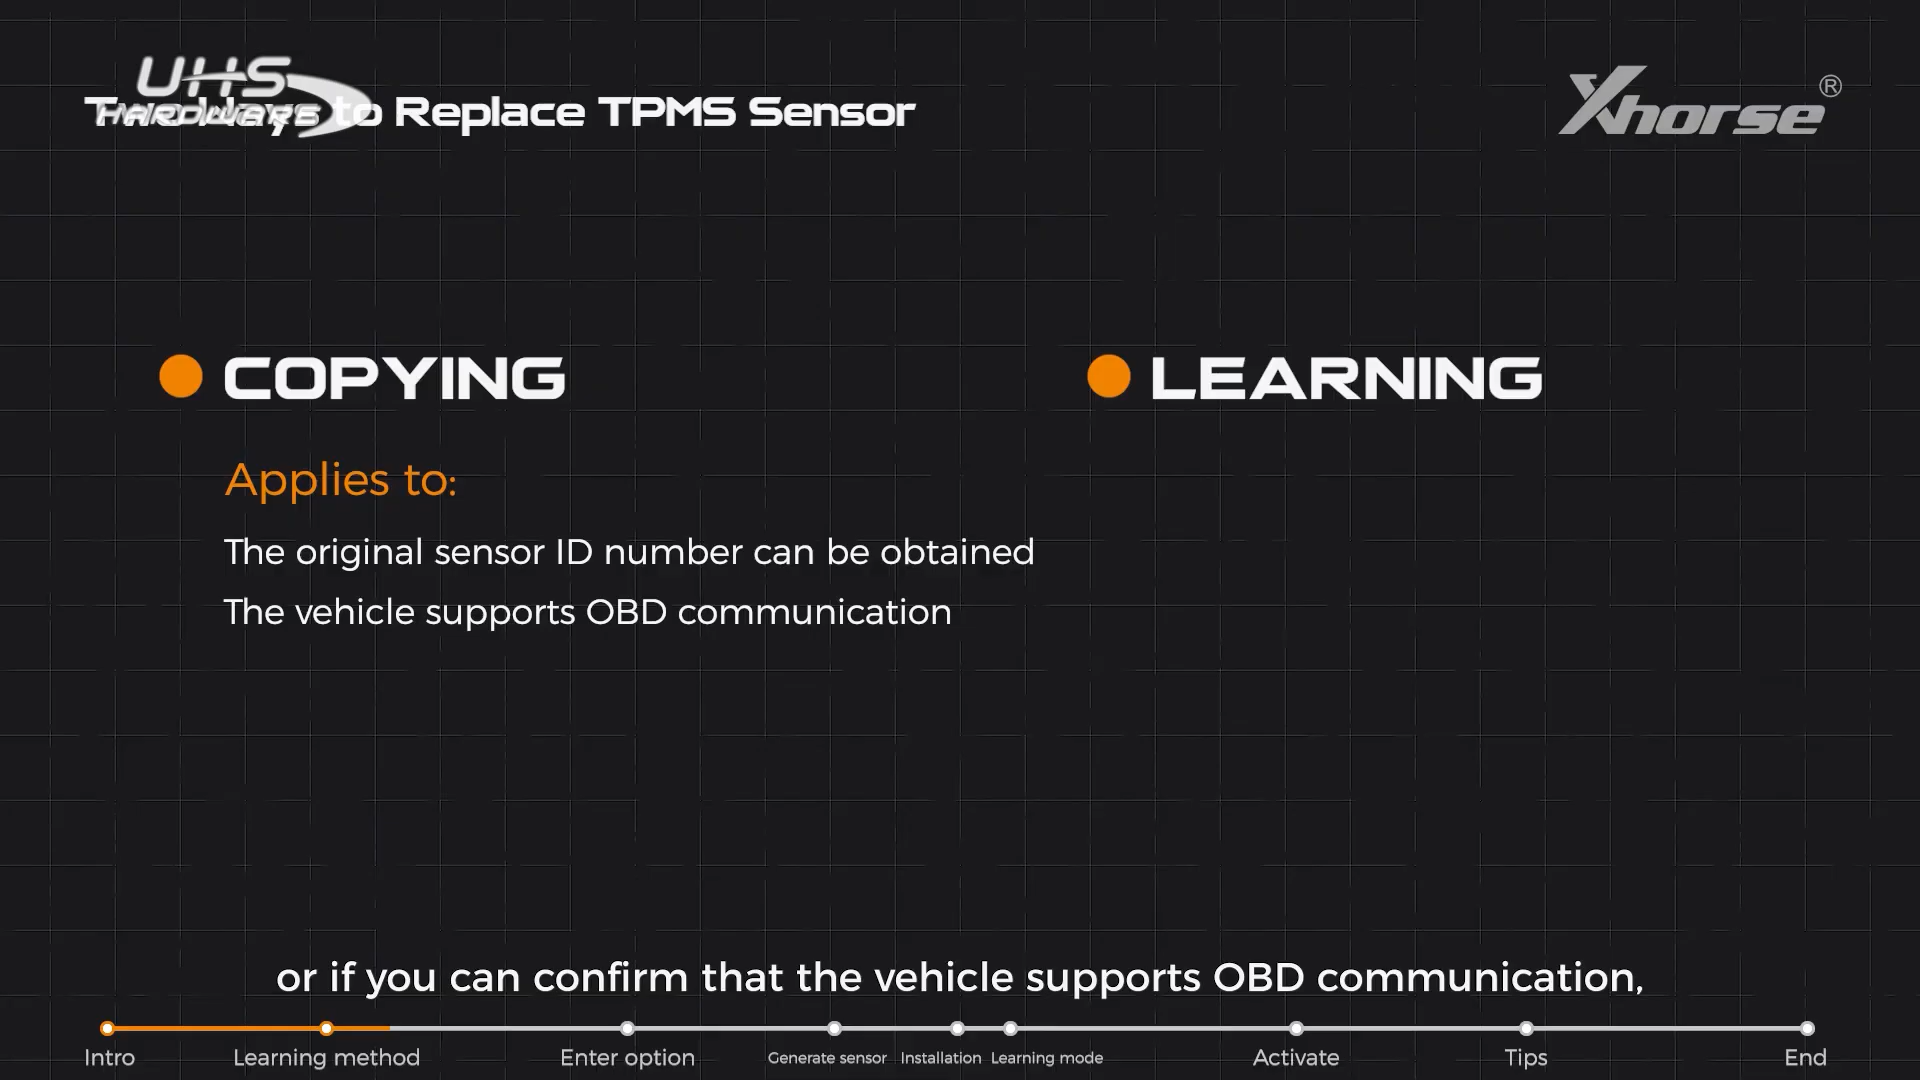 UHS
HARDWARE
Two Ways to Replace TPMS Sensor
Xhorse®
COPYING
LEARNING
Applies to:
The original sensor ID number can be obtained
The vehicle supports OBD communication
or if you can confirm that the vehicle supports OBD communication,
Intro
Learning method
Enter option
Generate sensor
Installation
Learning mode
Activate
Tips
End